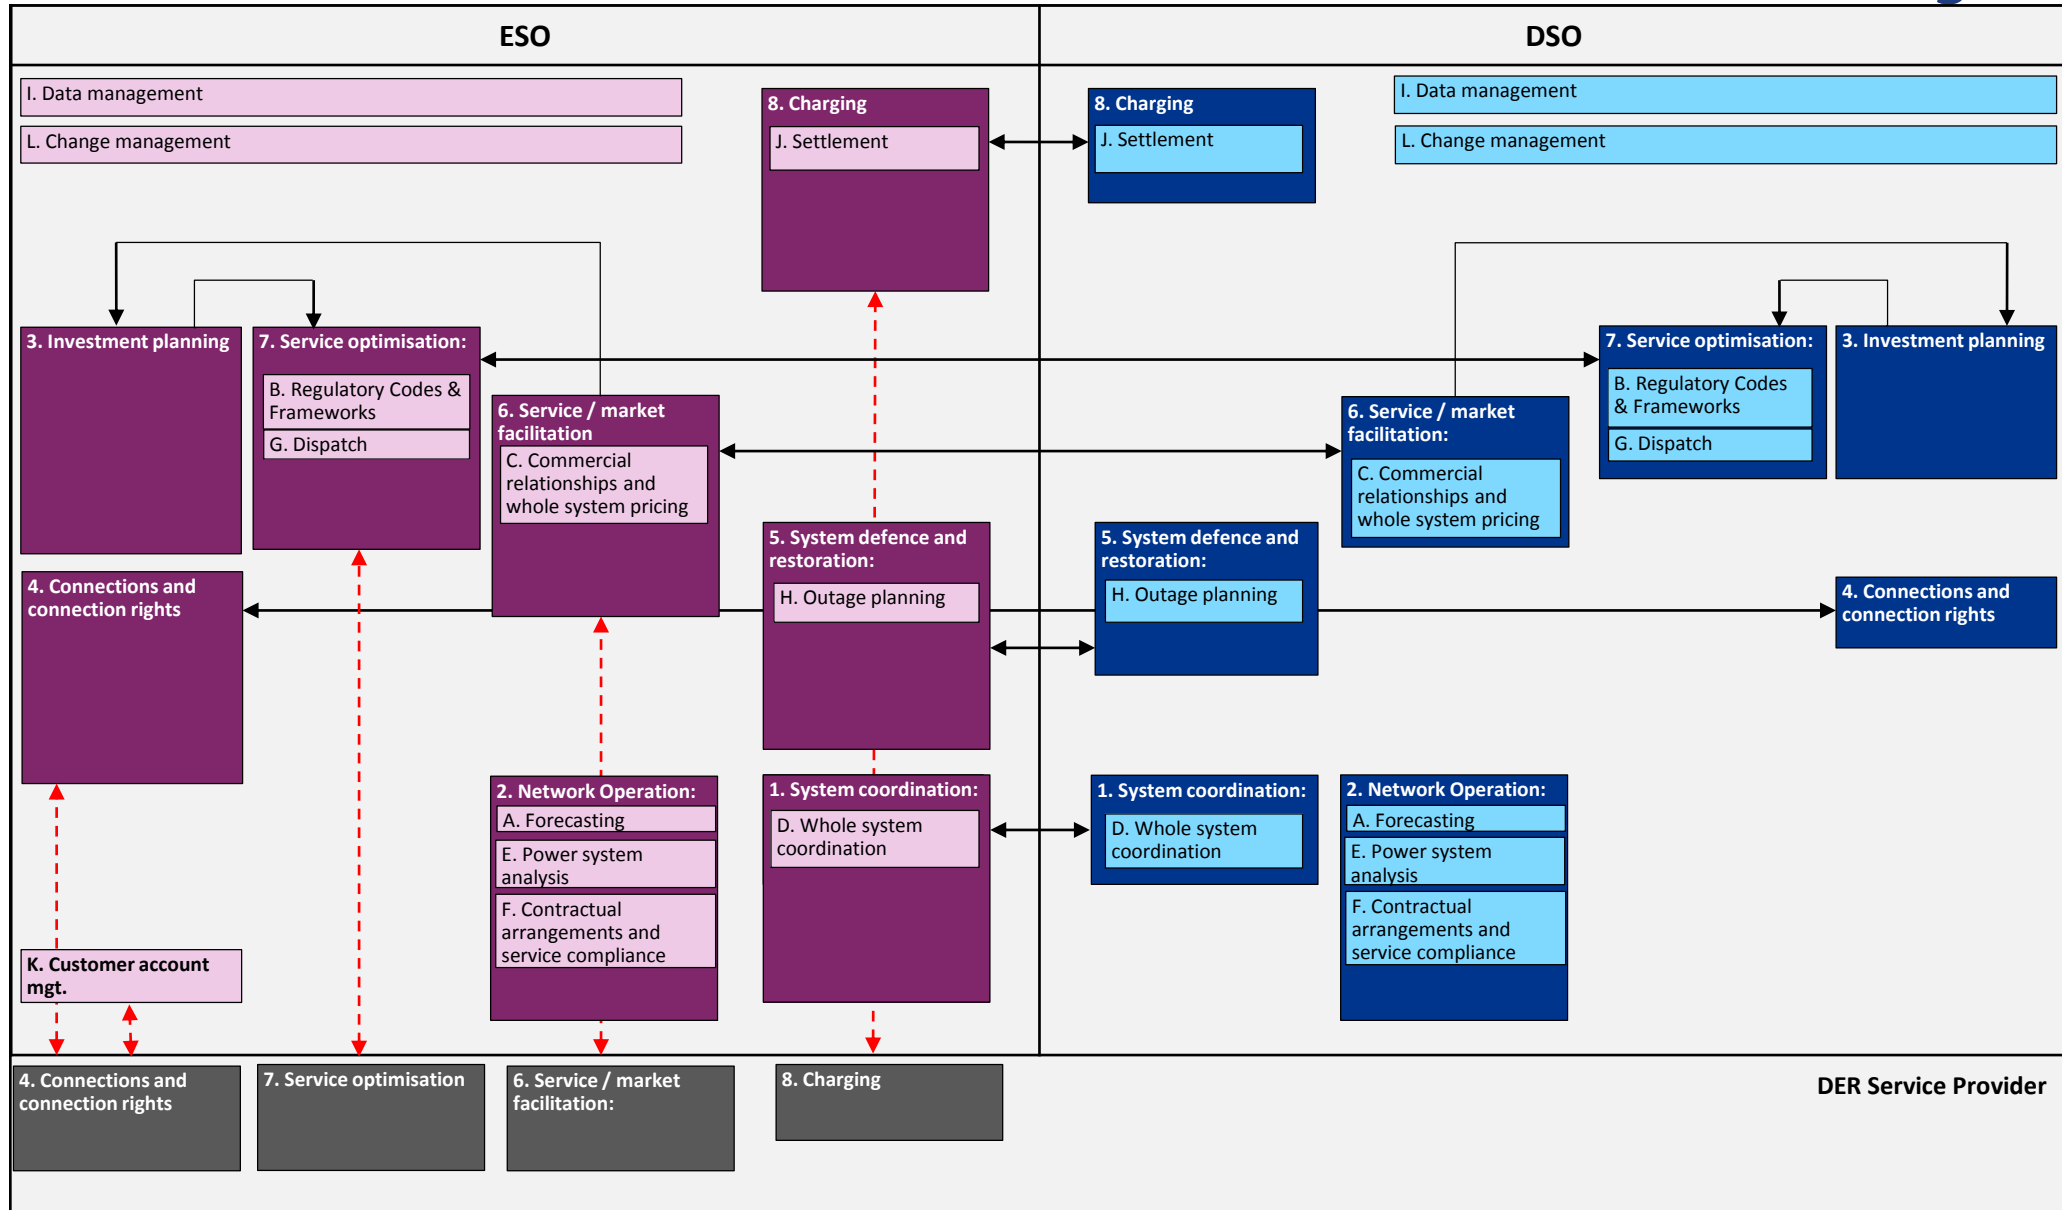 ESO
DSO
I. Data management
L. Change management
8. Charging
J. Settlement
8. Charging
J. Settlement
I. Data management
L. Change management
3. Investment planning
7. Service optimisation:
B. Regulatory Codes &
Frameworks
G. Dispatch
6. Service / market
facilitation
C. Commercial
relationships and
whole system pricing
5. System defence and
restoration:
H. Outage planning
5. System defence and
restoration:
H. Outage planning
6. Service / market
facilitation:
C. Commercial
relationships and
whole system pricing
7. Service optimisation:
B. Regulatory Codes
& Frameworks
G. Dispatch
3. Investment planning
4. Connections and
connection rights
4. Connections and
connection rights
2. Network Operation:
A. Forecasting
E. Power system
analysis
F. Contractual
arrangements and
service compliance
1. System coordination:
D. Whole system
coordination
1. System coordination:
D. Whole system
coordination
2. Network Operation:
A. Forecasting
E. Power system
analysis
F. Contractual
arrangements and
service compliance
K. Customer account
mgt.
4. Connections and
connection rights
7. Service optimisation
6. Service / market
facilitation:
8. Charging
DER Service Provider